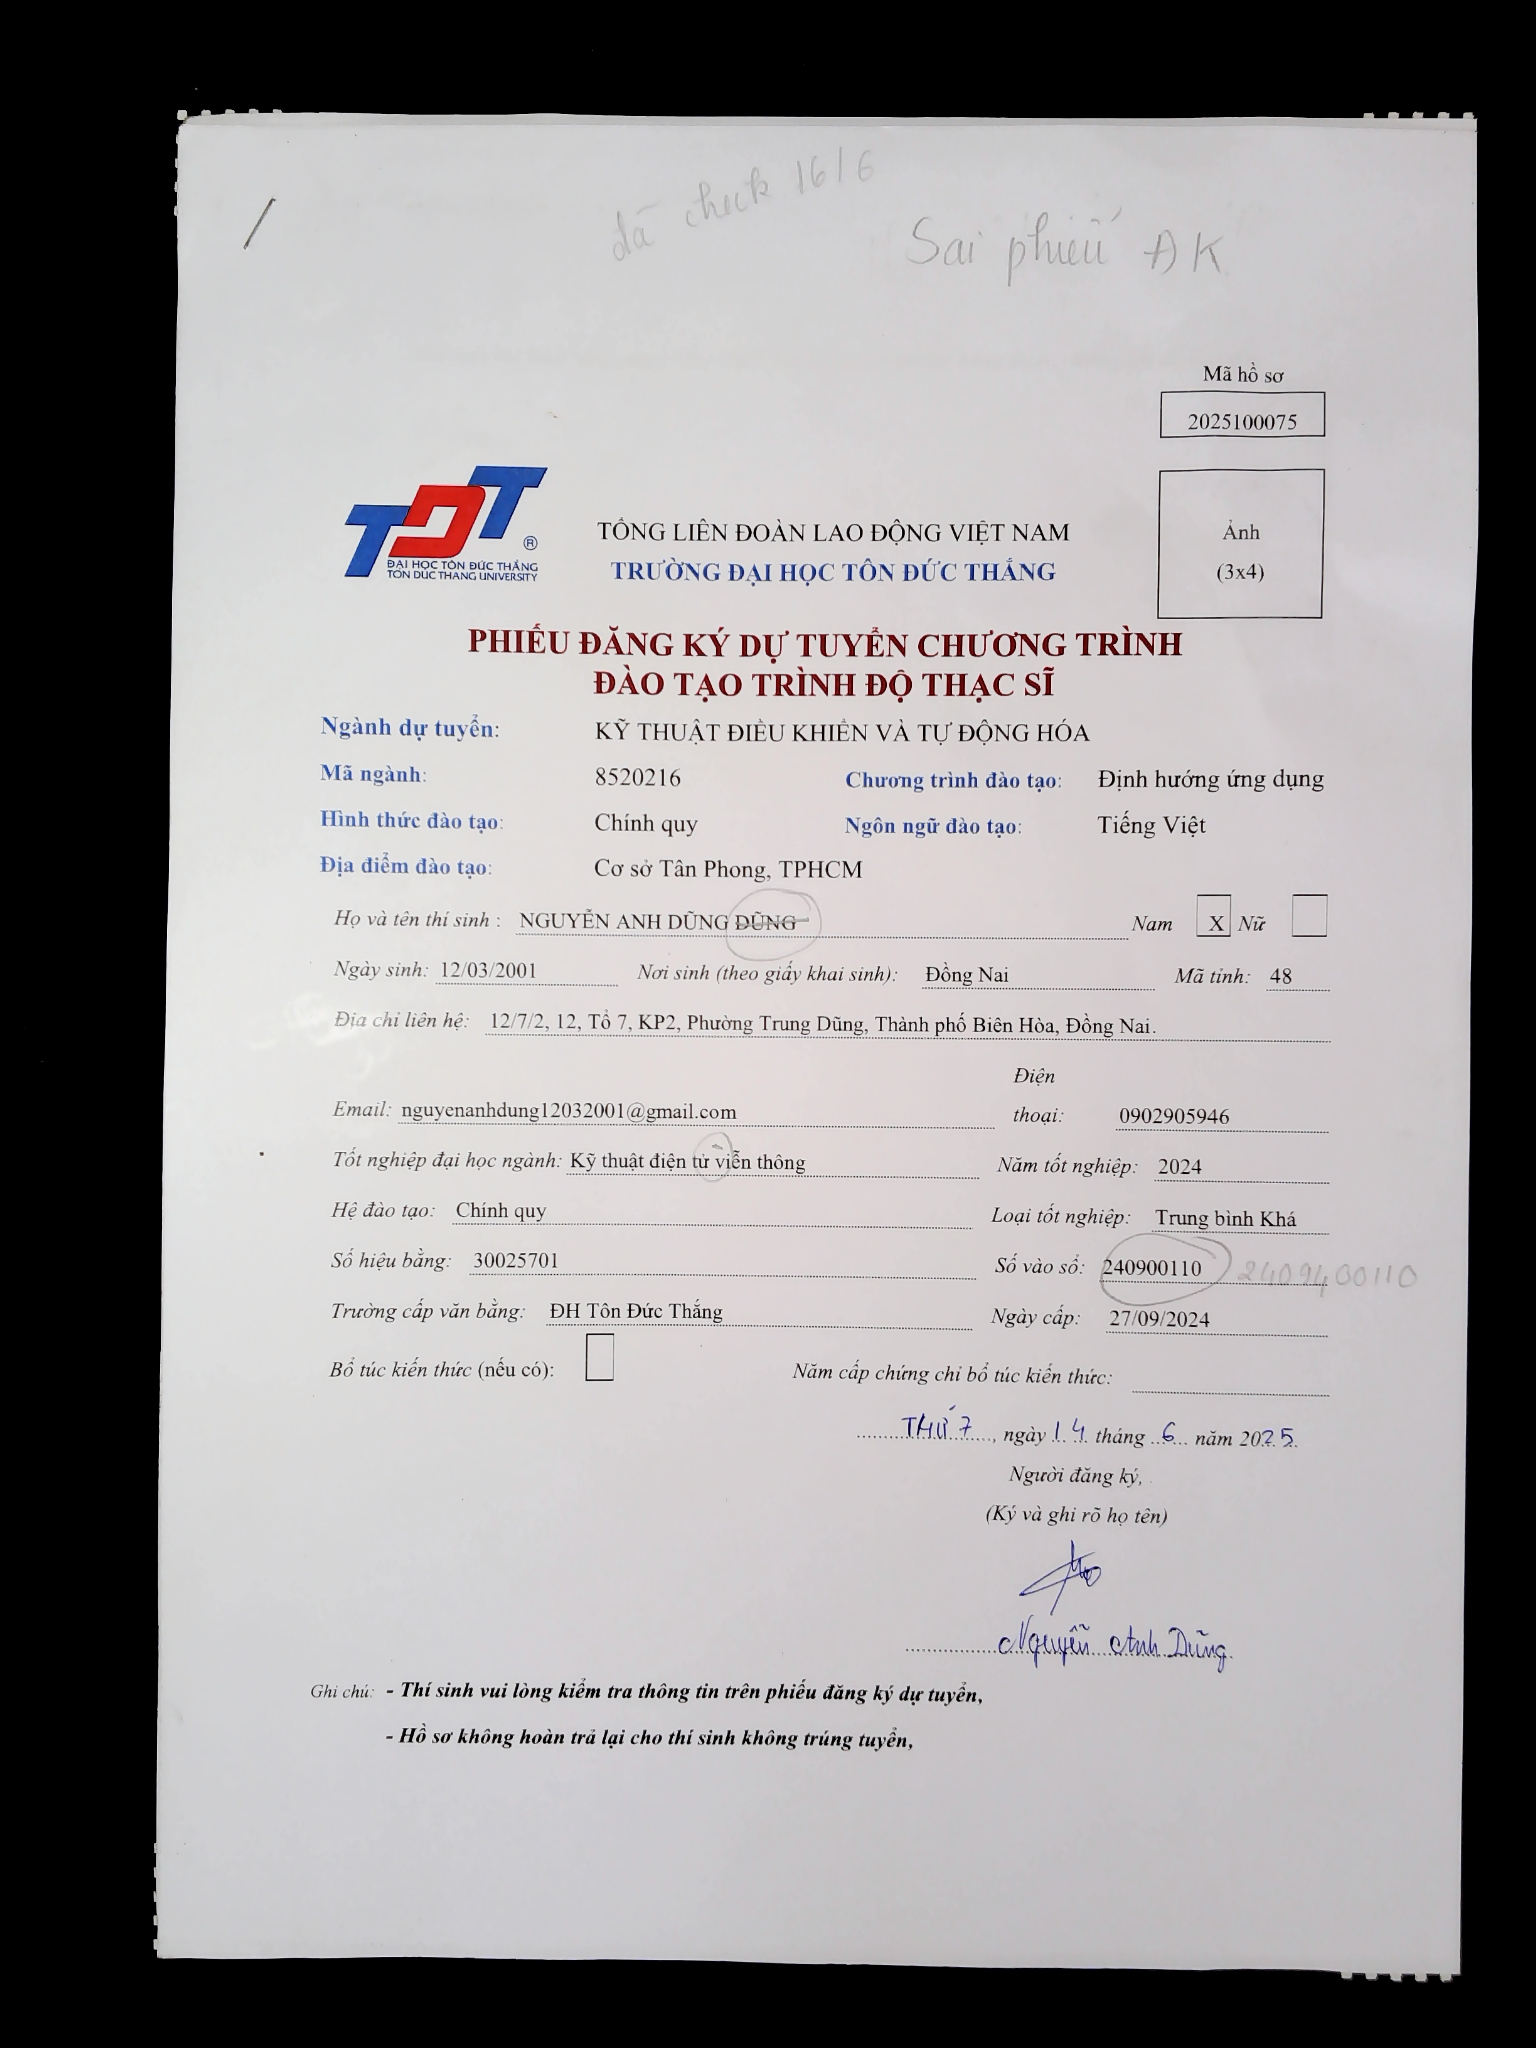 đã check 16/6
Sai phiếu ĐK
Mã hồ sơ
2025100075
TDT®
ĐẠI HỌC TÔN ĐỨC THẮNG
TON DUC THANG UNIVERSITY
TỔNG LIÊN ĐOÀN LAO ĐỘNG VIỆT NAM
TRƯỜNG ĐẠI HỌC TÔN ĐỨC THẮNG
Ảnh
(3x4)
PHIẾU ĐĂNG KÝ DỰ TUYỂN CHƯƠNG TRÌNH
ĐÀO TẠO TRÌNH ĐỘ THẠC SĨ
Ngành dự tuyển: KỸ THUẬT ĐIỀU KHIỂN VÀ TỰ ĐỘNG HÓA
Mã ngành: 8520216 Chương trình đào tạo: Định hướng ứng dụng
Hình thức đào tạo: Chính quy Ngôn ngữ đào tạo: Tiếng Việt
Địa điểm đào tạo: Cơ sở Tân Phong, TPHCM
Họ và tên thí sinh : NGUYỄN ANH DŨNG DŨNG Nam X Nữ
Ngày sinh: 12/03/2001 Nơi sinh (theo giấy khai sinh): Đồng Nai Mã tỉnh: 48
Địa chỉ liên hệ: 12/7/2, 12, Tổ 7, KP2, Phường Trung Dũng, Thành phố Biên Hòa, Đồng Nai.
Email: nguyenanhdung12032001@gmail.com Điện thoại: 0902905946
Tốt nghiệp đại học ngành: Kỹ thuật điện tử viễn thông Năm tốt nghiệp: 2024
Hệ đào tạo: Chính quy Loại tốt nghiệp: Trung bình Khá
Số hiệu bằng: 30025701 Số vào sổ: 240900110 2409400110
Trường cấp văn bằng: ĐH Tôn Đức Thắng Ngày cấp: 27/09/2024
Bổ túc kiến thức (nếu có): Năm cấp chứng chỉ bổ túc kiến thức:
THỨ 7, ngày 14 tháng 6 năm 2025
Người đăng ký,
(Ký và ghi rõ họ tên)
Nguyễn Anh Dũng
Ghi chú: - Thí sinh vui lòng kiểm tra thông tin trên phiếu đăng ký dự tuyển,
- Hồ sơ không hoàn trả lại cho thí sinh không trúng tuyển,